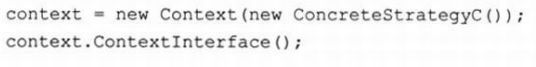 context = new Context(new ConcreteStrategyC());
context.ContextInterface();